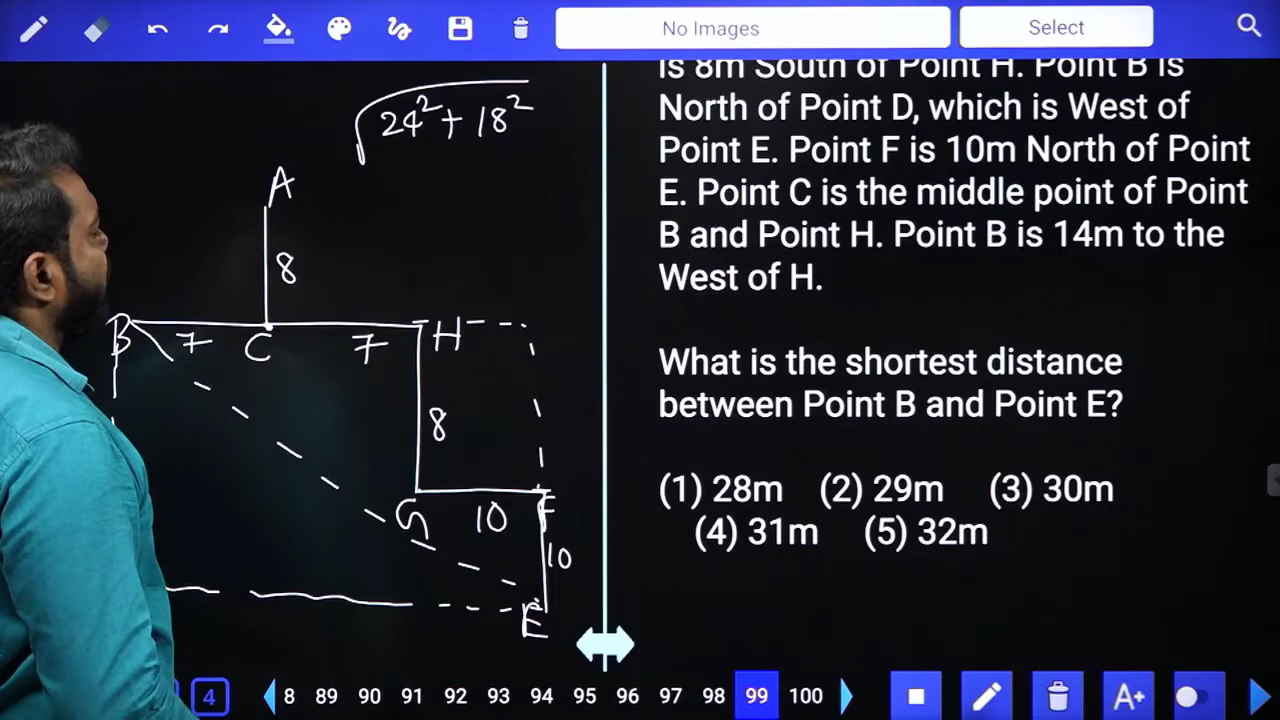 No Images
Select
is 8m South of Point H. Point B is
North of Point D, which is West of
Point E. Point F is 10m North of Point
E. Point C is the middle point of Point
B and Point H. Point B is 14m to the
West of H.
What is the shortest distance
between Point B and Point E?
(1) 28m (2) 29m (3) 30m
(4) 31m (5) 32m
√24² + 18²
A
8
B 7 C 7 H
8
G 10 F
10
E
4 8 89 90 91 92 93 94 95 96 97 98 99 100 A+